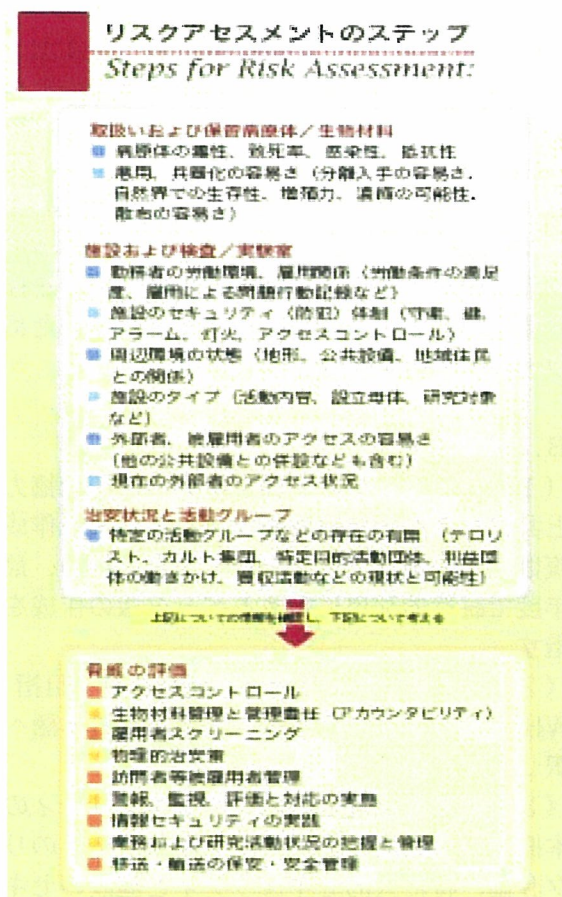 リスクアセスメントのステップ
Steps for Risk Assessment:
取扱いおよび保管病原体／生物材料
病原体の毒性、致死率、感染性、抵抗性
悪用、兵器化の容易さ（分離入手の容易さ、
自然界での生存性、増殖力、遺蔽の可能性、
散布の容易さ）
施設および検査／実験室
勤務者の労働環境、雇用関係（労働条件の満足
度、雇用による問題行動記録など）
施設のセキュリティ（防犯）体制（守衛、鍵、
アラーム、灯火、アクセスコントロール）
周辺環境の状態（地形、公共設備、地域住民
との関係）
施設のタイプ（活動内容、設立母体、研究対象
など）
外部者、被雇用者のアクセスの容易さ
（他の公共設備との併設なども含む）
現在の外部者のアクセス状況
治安状況と活動グループ
特定の活動グループなどの存在の有無（テロリ
スト、カルト集団、特定目的活動団体、利益団
体の働きかけ、買収活動などの現状と可能性）
上記についての情報を確認し、下記について考える
脅威の評価
アクセスコントロール
生物材料管理と管理責任（アカウンタビリティ）
雇用者スクリーニング
物理的治安策
訪問者等被雇用者管理
警報、監視、評価と対応の実態
情報セキュリティの実践
業務および研究活動状況の把握と管理
移送・輸送の保安・安全管理